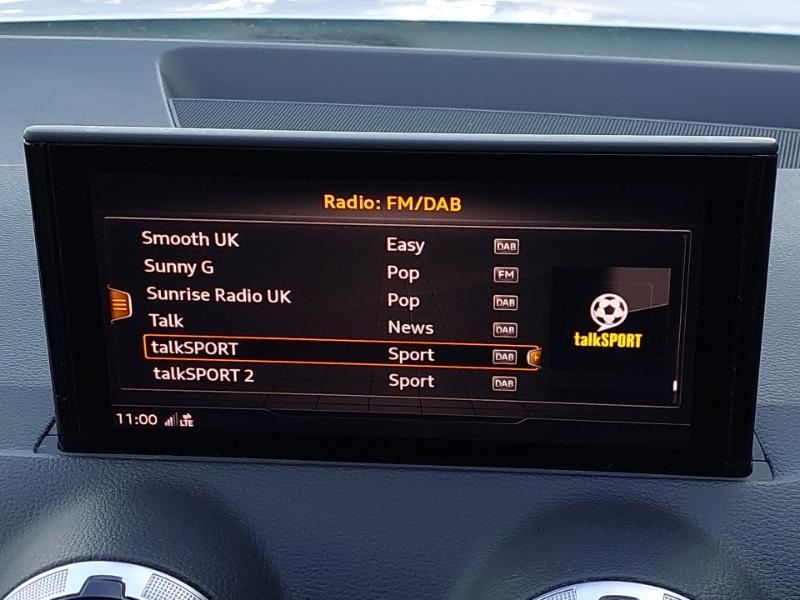 Radio: FM/DAB
Smooth UK Easy DAB
Sunny G Pop FM
Sunrise Radio UK Pop DAB
Talk News DAB
talkSPORT Sport DAB
talkSPORT 2 Sport DAB
talkSPORT
11:00 LTE